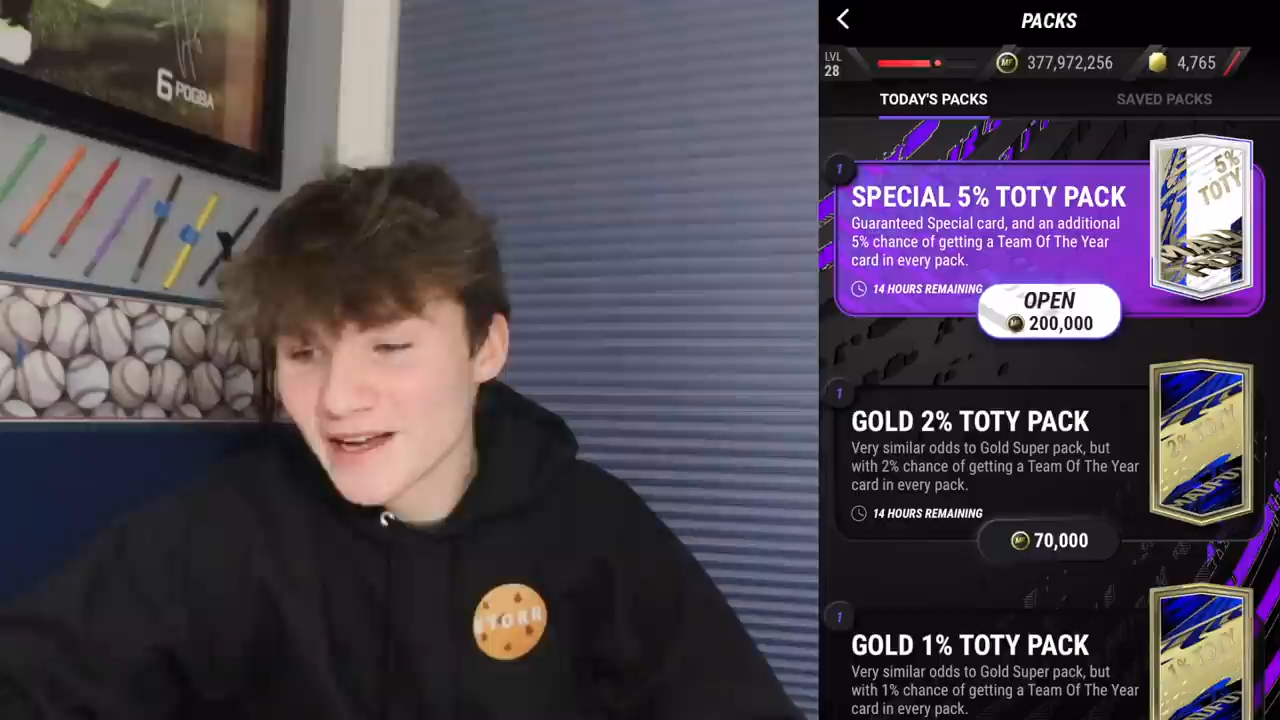 6 POGBA
PACKS
LVL
28
377,972,256
4,765
TODAY'S PACKS
SAVED PACKS
1
SPECIAL 5% TOTY PACK
Guaranteed Special card, and an additional
5% chance of getting a Team Of The Year
card in every pack.
14 HOURS REMAINING
OPEN
200,000
5%
TOTY
1
GOLD 2% TOTY PACK
Very similar odds to Gold Super pack, but
with 2% chance of getting a Team Of The Year
card in every pack.
14 HOURS REMAINING
70,000
2% TOTY
MADFUT
1
GOLD 1% TOTY PACK
Very similar odds to Gold Super pack, but
with 1% chance of getting a Team Of The Year
card in every pack.
1% TOTY